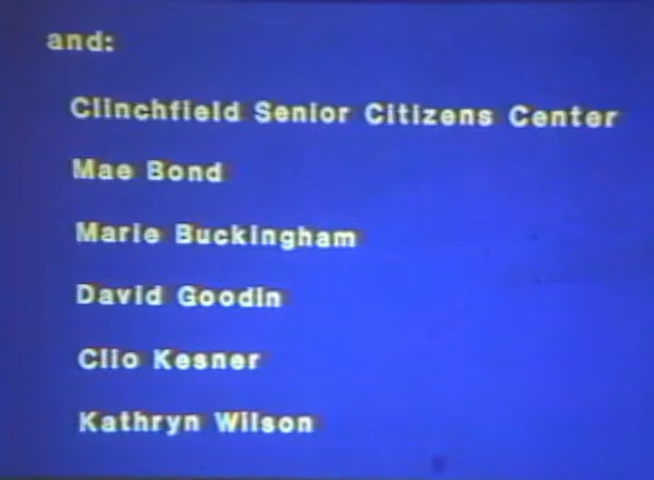 and:
Clinchfield Senior Citizens Center
Mae Bond
Marie Buckingham
David Goodin
Clio Kesner
Kathryn Wilson